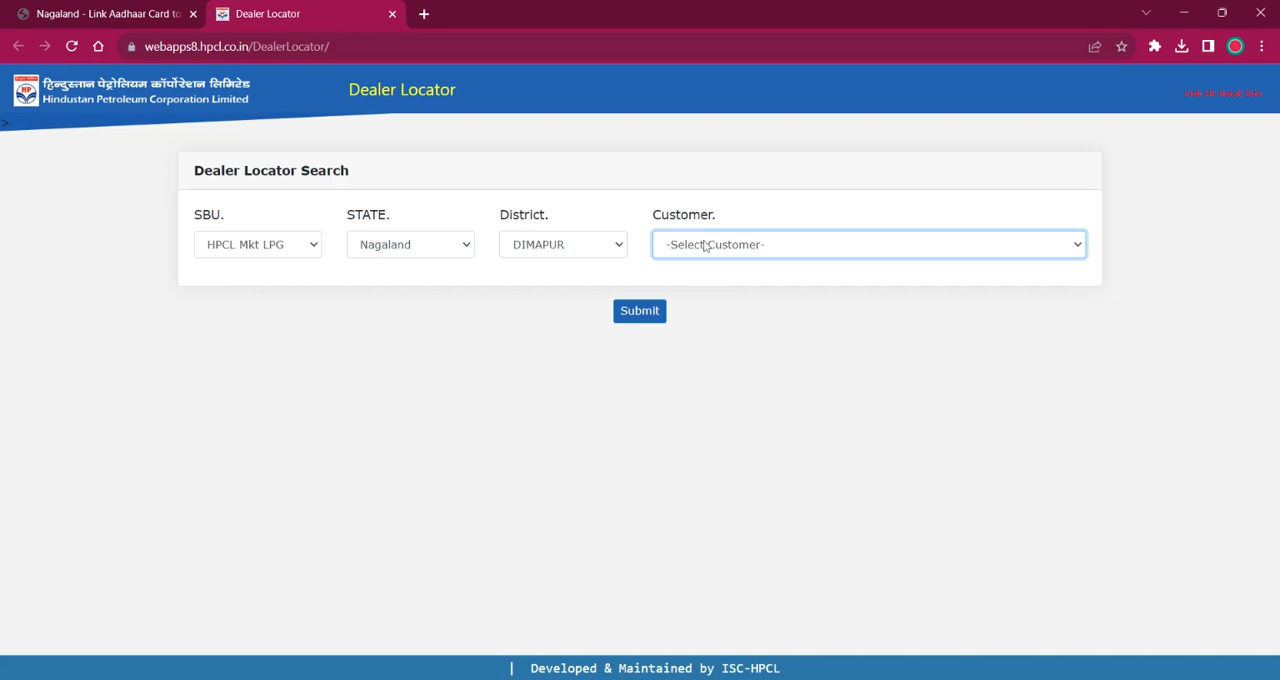 Nagaland - Link Aadhaar Card to
Dealer Locator
webapps8.hpcl.co.in/DealerLocator/
हिन्दुस्तान पेट्रोलियम कॉर्पोरेशन लिमिटेड
Hindustan Petroleum Corporation Limited
HP
Dealer Locator
>
Dealer Locator Search
SBU. STATE. District. Customer.
HPCL Mkt LPG Nagaland DIMAPUR -Select Customer-
Submit
| Developed & Maintained by ISC-HPCL